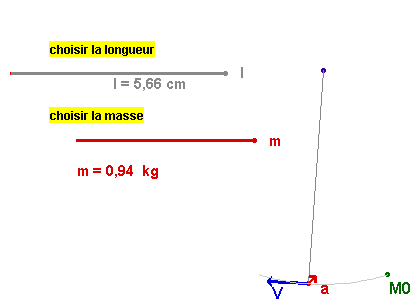 choisir la longueur
l
l = 5,66 cm
choisir la masse
m
m = 0,94 kg
V
a
M0